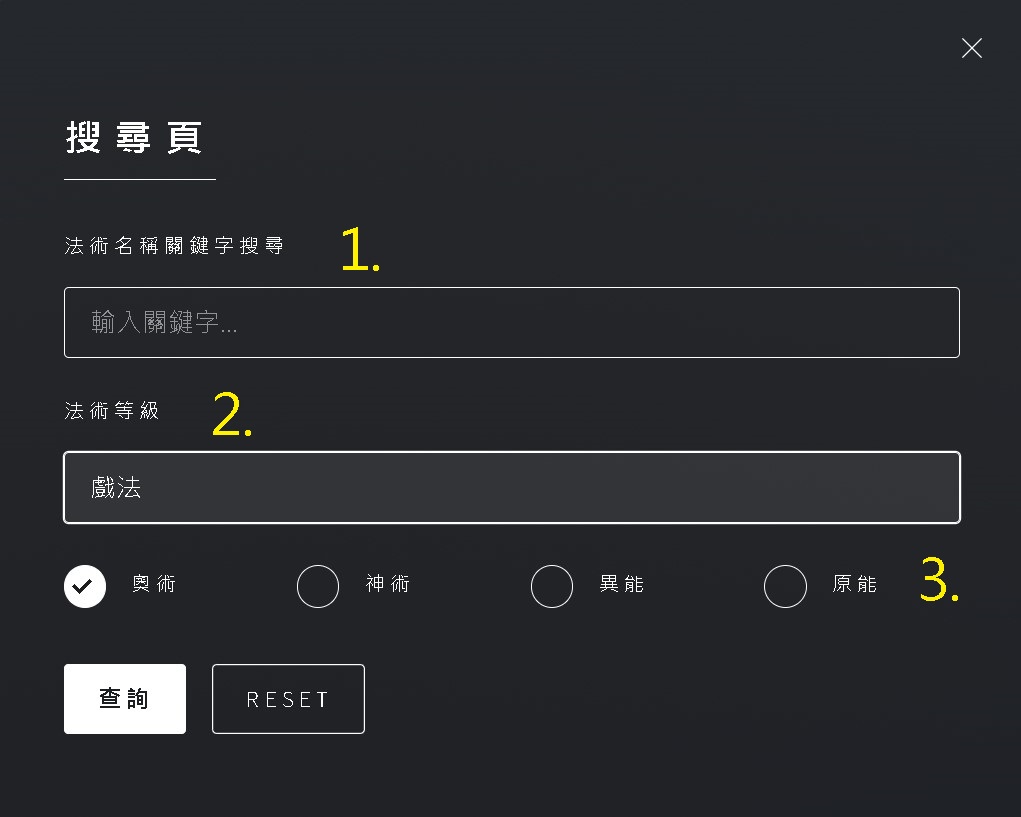 搜尋頁
法術名稱關鍵字搜尋 1.
輸入關鍵字...
法術等級 2.
戲法
奧術 神術 異能 原能 3.
查詢 RESET